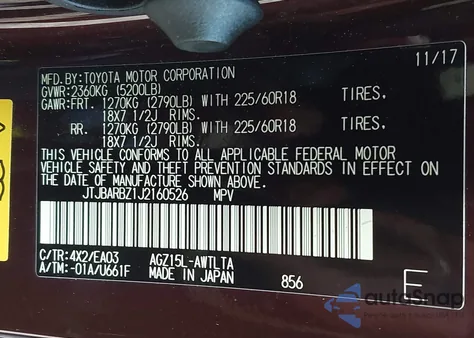 11/17
MFD.BY:TOYOTA MOTOR CORPORATION
GVWR:2360KG (5200LB)
GAWR:FRT. 1270KG (2790LB) WITH 225/60R18 TIRES,
18X7 1/2J RIMS.
RR. 1270KG (2790LB) WITH 225/60R18 TIRES,
18X7 1/2J RIMS.
THIS VEHICLE CONFORMS TO ALL APPLICABLE FEDERAL MOTOR
VEHICLE SAFETY AND THEFT PREVENTION STANDARDS IN EFFECT ON
THE DATE OF MANUFACTURE SHOWN ABOVE.
JTJBARBZ1J2160526 MPV
C/TR:4X2/EA03 AGZ15L-AWTLTA
A/TM:-01A/U661F MADE IN JAPAN 856
E
autoSnap